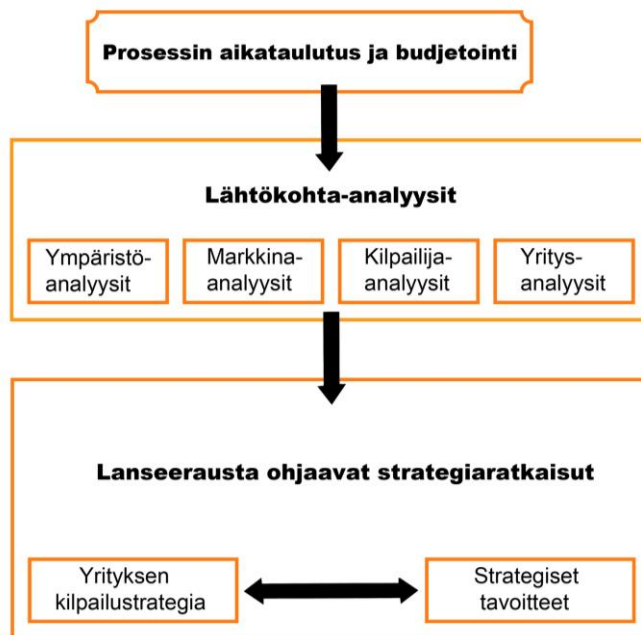 Prosessin aikataulutus ja budjetointi
Lähtökohta-analyysit
Ympäristö-
analyysit
Markkina-
analyysit
Kilpailija-
analyysit
Yritys-
analyysit
Lanseerausta ohjaavat strategiaratkaisut
Yrityksen
kilpailustrategia
Strategiset
tavoitteet